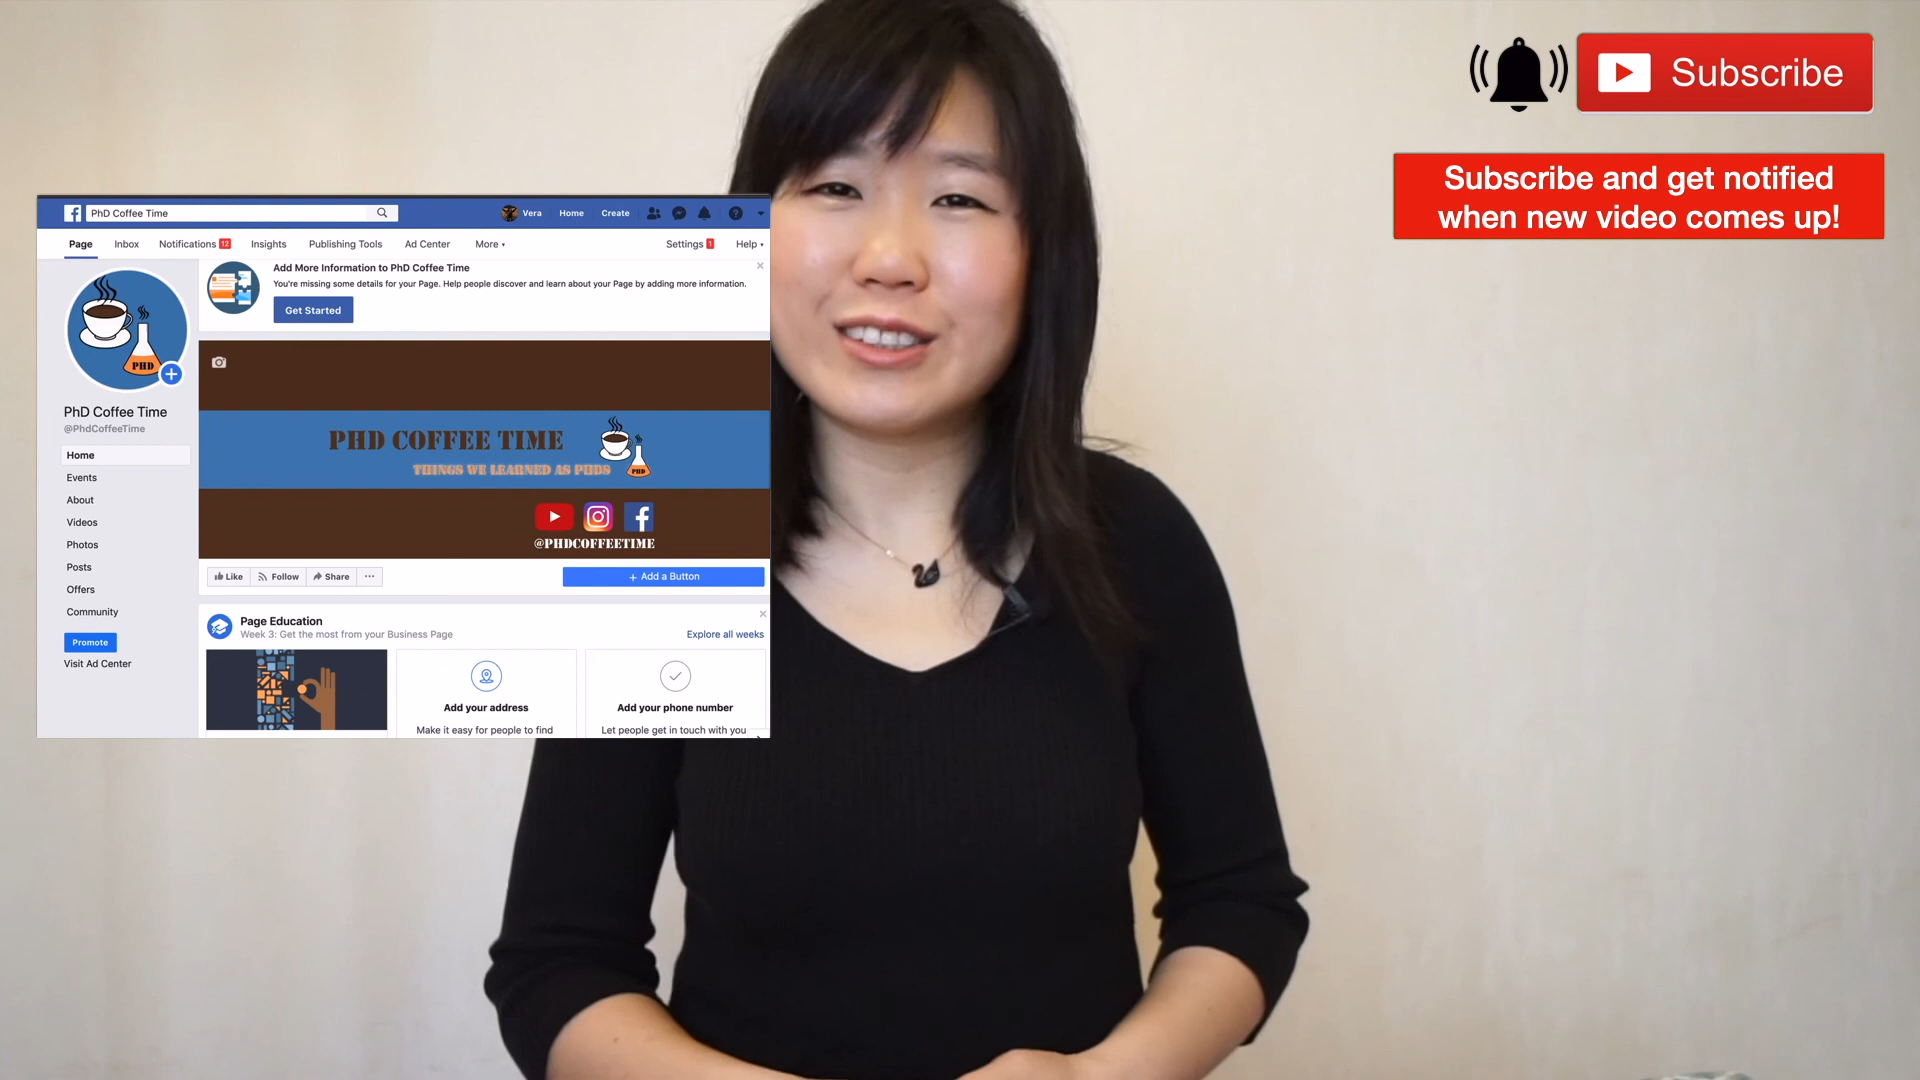 Subscribe
Subscribe and get notified
when new video comes up!
PhD Coffee Time
Vera Home Create
Page Inbox Notifications 12 Insights Publishing Tools Ad Center More Settings 1 Help
Add More Information to PhD Coffee Time
You're missing some details for your Page. Help people discover and learn about your Page by adding more information.
Get Started
PHD
PhD Coffee Time
@PhdCoffeeTime
Home
Events
About
Videos
Photos
Posts
Offers
Community
Promote
Visit Ad Center
PHD COFFEE TIME
THINGS WE LEARNED AS PHDS
PHD
@PHDCOFFEETIME
Like Follow Share
+ Add a Button
Page Education
Week 3: Get the most from your Business Page
Explore all weeks
Add your address
Make it easy for people to find
Add your phone number
Let people get in touch with you